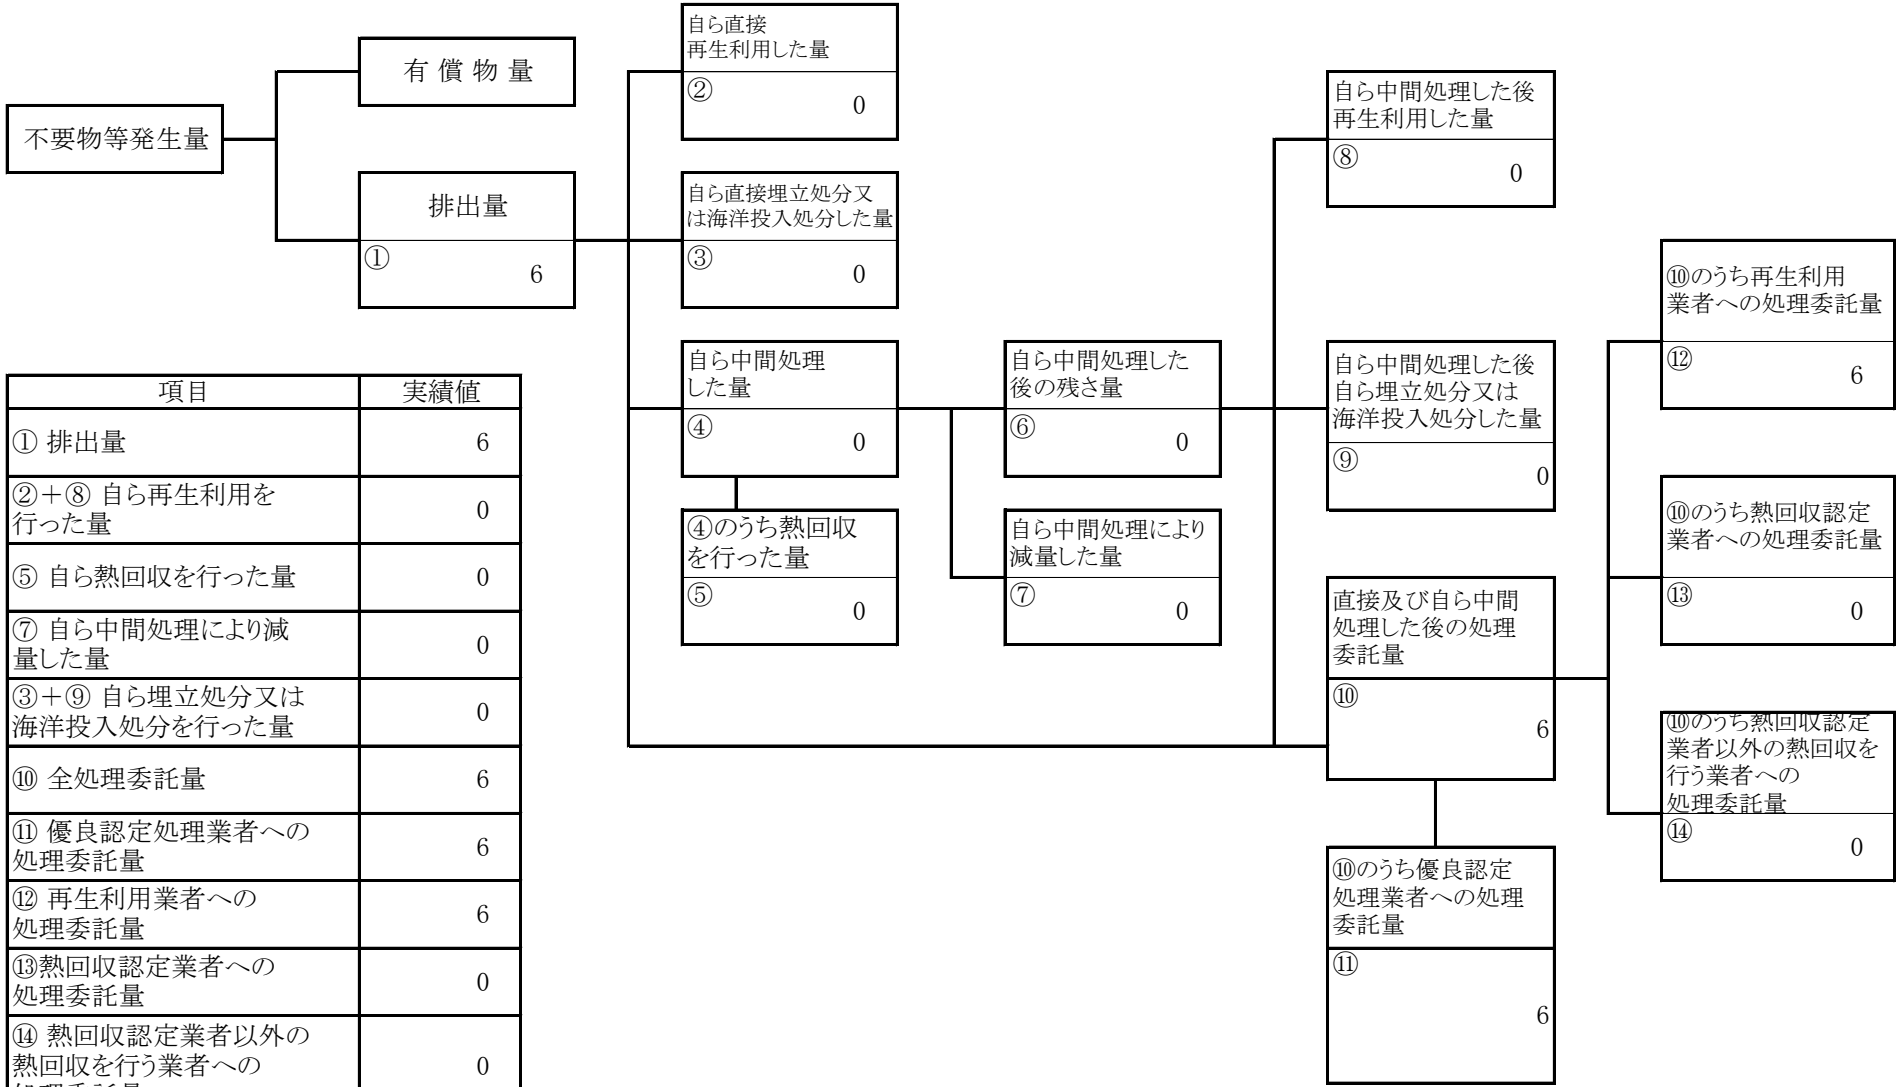 不要物等発生量
有 償 物 量
排出量
①
6
自ら直接
再生利用した量
②
0
自ら直接埋立処分又
は海洋投入処分した量
③
0
自ら中間処理
した量
④
0
④のうち熱回収
を行った量
⑤
0
自ら中間処理した
後の残さ量
⑥
0
自ら中間処理により
減量した量
⑦
0
自ら中間処理した後
再生利用した量
⑧
0
自ら中間処理した後
自ら埋立処分又は
海洋投入処分した量
⑨
0
直接及び自ら中間
処理した後の処理
委託量
⑩
6
⑩のうち優良認定
処理業者への処理
委託量
⑪
6
⑩のうち再生利用
業者への処理委託量
⑫
6
⑩のうち熱回収認定
業者への処理委託量
⑬
0
⑩のうち熱回収認定
業者以外の熱回収を
行う業者への
処理委託量
⑭
0
項目 実績値
① 排出量 6
②+⑧ 自ら再生利用を
行った量 0
⑤ 自ら熱回収を行った量 0
⑦ 自ら中間処理により減
量した量 0
③+⑨ 自ら埋立処分又は
海洋投入処分を行った量 0
⑩ 全処理委託量 6
⑪ 優良認定処理業者への
処理委託量 6
⑫ 再生利用業者への
処理委託量 6
⑬熱回収認定業者への
処理委託量 0
⑭ 熱回収認定業者以外の
熱回収を行う業者への 0